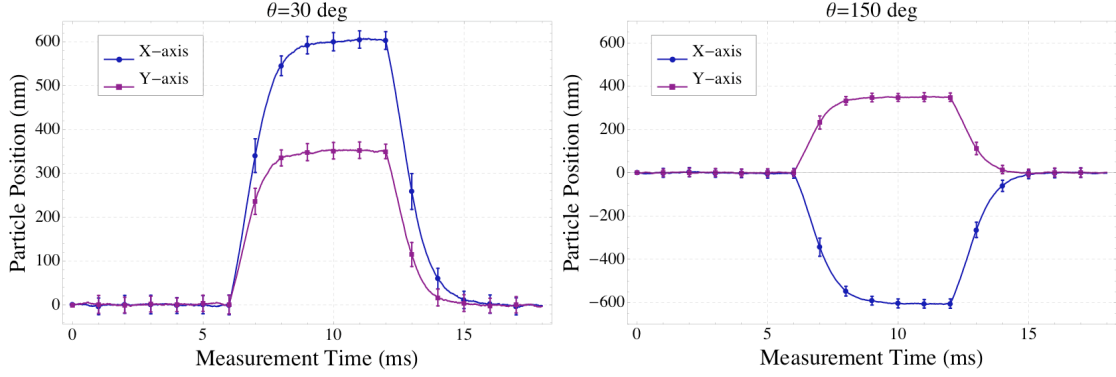 θ=30 deg
600
500
400
300
200
100
0
Particle Position (nm)
X-axis
Y-axis
0
5
10
15
Measurement Time (ms)
θ=150 deg
600
400
200
0
−200
−400
−600
Particle Position (nm)
X-axis
Y-axis
0
5
10
15
Measurement Time (ms)